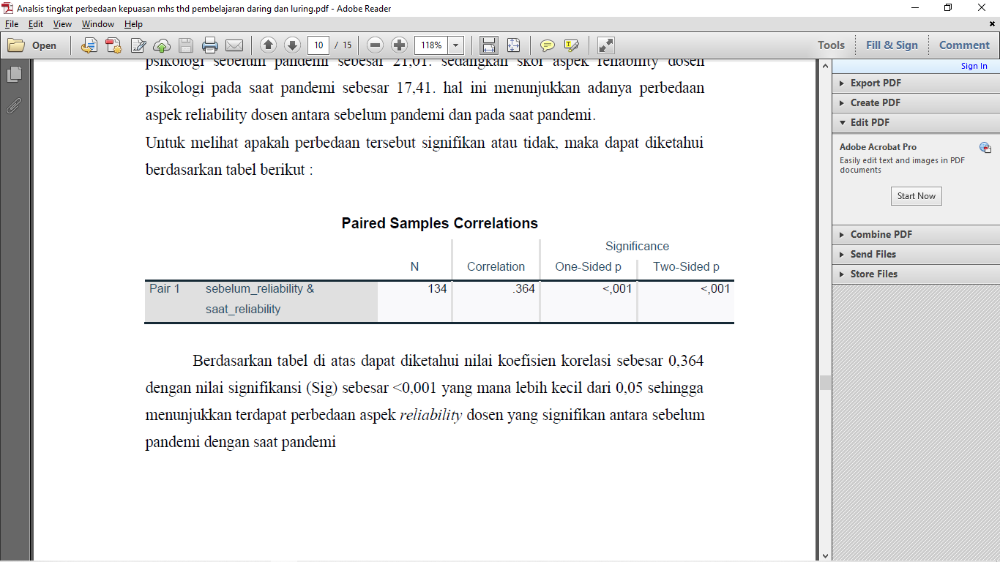 Analsis tingkat perbedaan kepuasan mhs thd pembelajaran daring dan luring.pdf - Adobe Reader
File Edit View Window Help
Open 10 / 15 118% Tools Fill & Sign Comment
Sign In
Export PDF
Create PDF
Edit PDF
Adobe Acrobat Pro
Easily edit text and images in PDF
documents
Start Now
Combine PDF
Send Files
Store Files
psikologi sebelum pandemi sebesar 21,01. sedangkan skor aspek reliability dosen
psikologi pada saat pandemi sebesar 17,41. hal ini menunjukkan adanya perbedaan
aspek reliability dosen antara sebelum pandemi dan pada saat pandemi.
Untuk melihat apakah perbedaan tersebut signifikan atau tidak, maka dapat diketahui
berdasarkan tabel berikut :
Paired Samples Correlations
Significance
N Correlation One-Sided p Two-Sided p
Pair 1 sebelum_reliability & 134 .364 <,001 <,001
saat_reliability
Berdasarkan tabel di atas dapat diketahui nilai koefisien korelasi sebesar 0,364
dengan nilai signifikansi (Sig) sebesar <0,001 yang mana lebih kecil dari 0,05 sehingga
menunjukkan terdapat perbedaan aspek reliability dosen yang signifikan antara sebelum
pandemi dengan saat pandemi